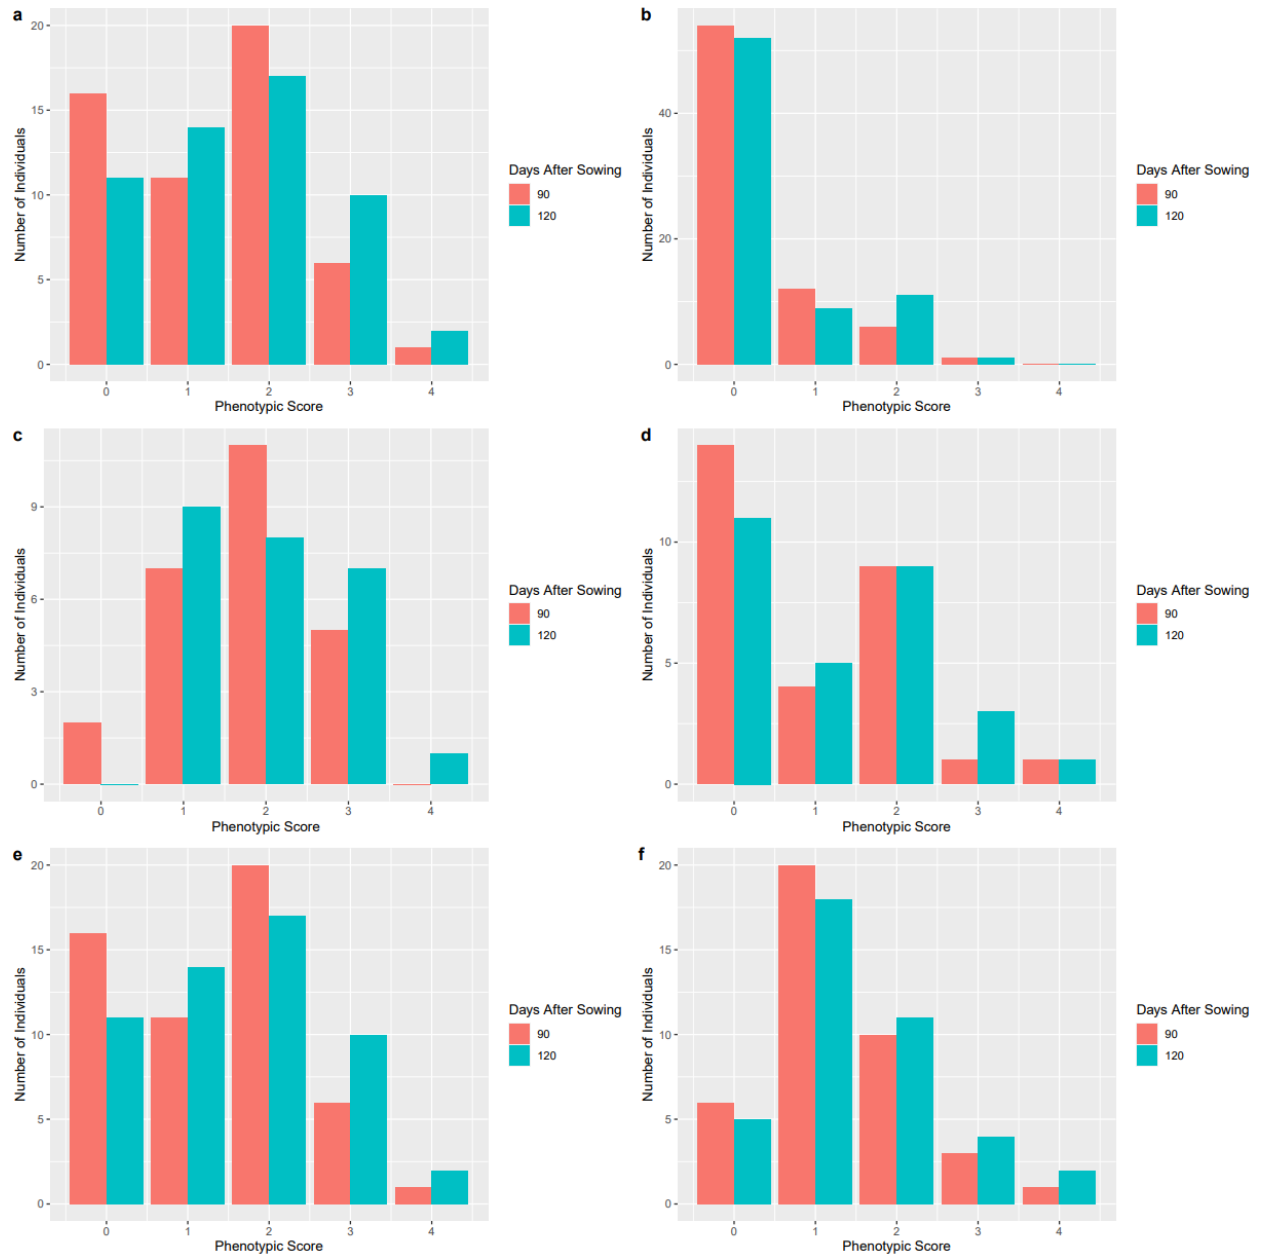 a
20
15
10
5
0
Number of Individuals
0 1 2 3 4
Phenotypic Score
Days After Sowing
90
120
b
40
20
0
Number of Individuals
0 1 2 3 4
Phenotypic Score
Days After Sowing
90
120
c
9
6
3
0
Number of Individuals
0 1 2 3 4
Phenotypic Score
Days After Sowing
90
120
d
10
5
0
Number of Individuals
0 1 2 3 4
Phenotypic Score
Days After Sowing
90
120
e
20
15
10
5
0
Number of Individuals
0 1 2 3 4
Phenotypic Score
Days After Sowing
90
120
f
20
15
10
5
0
Number of Individuals
0 1 2 3 4
Phenotypic Score
Days After Sowing
90
120